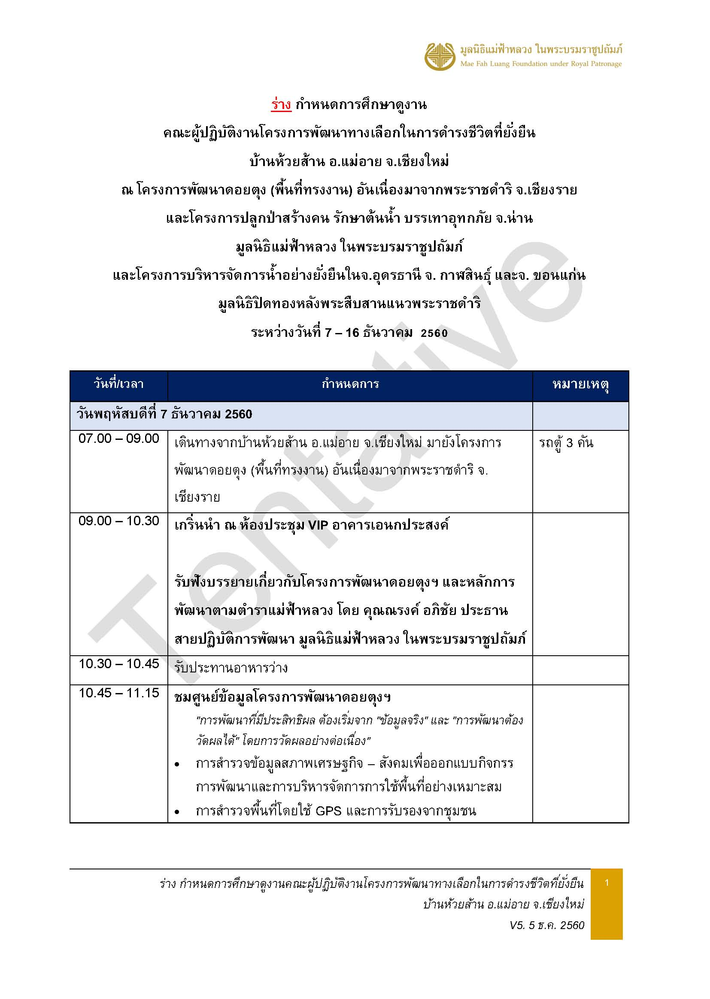 มูลนิธิแม่ฟ้าหลวง ในพระบรมราชูปถัมภ์
Mae Fah Luang Foundation under Royal Patronage
ร่าง กำหนดการศึกษาดูงาน
คณะผู้ปฏิบัติงานโครงการพัฒนาทางเลือกในการดำรงชีวิตที่ยั่งยืน
บ้านห้วยส้าน อ.แม่อาย จ.เชียงใหม่
ณ โครงการพัฒนาดอยตุง (พื้นที่ทรงงาน) อันเนื่องมาจากพระราชดำริ จ.เชียงราย
และโครงการปลูกป่าสร้างคน รักษาต้นน้ำ บรรเทาอุทกภัย จ.น่าน
มูลนิธิแม่ฟ้าหลวง ในพระบรมราชูปถัมภ์
และโครงการบริหารจัดการน้ำอย่างยั่งยืนในจ.อุดรธานี จ. กาฬสินธุ์ และจ. ขอนแก่น
มูลนิธิปิดทองหลังพระสืบสานแนวพระราชดำริ
ระหว่างวันที่ 7 – 16 ธันวาคม 2560
Tentative
วันที่/เวลา กำหนดการ หมายเหตุ
วันพฤหัสบดีที่ 7 ธันวาคม 2560
07.00 – 09.00 เดินทางจากบ้านห้วยส้าน อ.แม่อาย จ.เชียงใหม่ มายังโครงการ รถตู้ 3 คัน
พัฒนาดอยตุง (พื้นที่ทรงงาน) อันเนื่องมาจากพระราชดำริ จ.
เชียงราย
09.00 – 10.30 เกริ่นนำ ณ ห้องประชุม VIP อาคารเอนกประสงค์
รับฟังบรรยายเกี่ยวกับโครงการพัฒนาดอยตุงฯ และหลักการ
พัฒนาตามตำราแม่ฟ้าหลวง โดย คุณณรงค์ อภิชัย ประธาน
สายปฏิบัติการพัฒนา มูลนิธิแม่ฟ้าหลวง ในพระบรมราชูปถัมภ์
10.30 – 10.45 รับประทานอาหารว่าง
10.45 – 11.15 ชมศูนย์ข้อมูลโครงการพัฒนาดอยตุงฯ
"การพัฒนาที่มีประสิทธิผล ต้องเริ่มจาก "ข้อมูลจริง" และ "การพัฒนาต้อง
วัดผลได้" โดยการวัดผลอย่างต่อเนื่อง"
• การสำรวจข้อมูลสภาพเศรษฐกิจ – สังคมเพื่อออกแบบกิจกรร
การพัฒนาและการบริหารจัดการการใช้พื้นที่อย่างเหมาะสม
• การสำรวจพื้นที่โดยใช้ GPS และการรับรองจากชุมชน
ร่าง กำหนดการศึกษาดูงานคณะผู้ปฏิบัติงานโครงการพัฒนาทางเลือกในการดำรงชีวิตที่ยั่งยืน 1
บ้านห้วยส้าน อ.แม่อาย จ.เชียงใหม่
V5. 5 ธ.ค. 2560